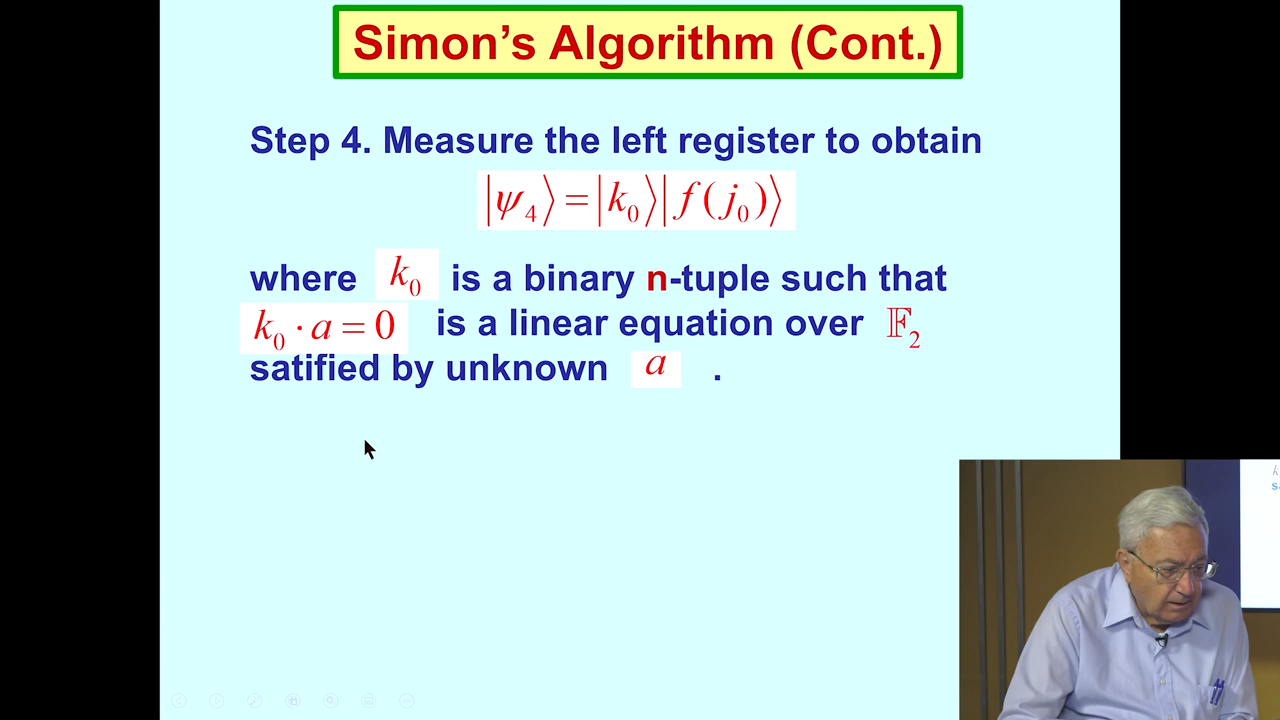 Simon's Algorithm (Cont.)
Step 4. Measure the left register to obtain
|ψ₄⟩=|k₀⟩|f(j₀)⟩
where k₀ is a binary n-tuple such that
k₀·a=0 is a linear equation over 𝔽₂
satified by unknown a .
k
s